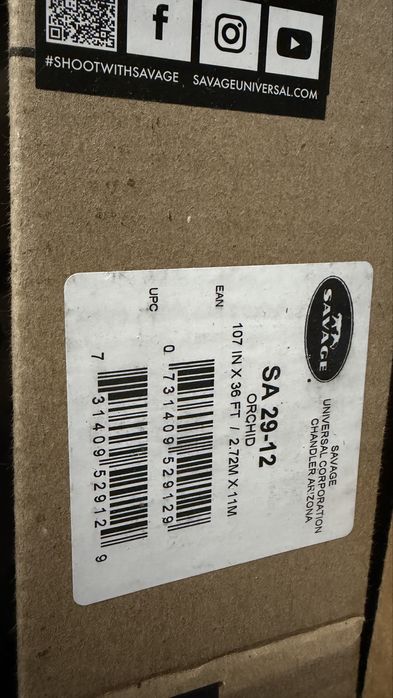 #SHOOTWITHSAVAGE SAVAGEUNIVERSAL.COM
SAVAGE
SAVAGE
UNIVERSAL CORPORATION
CHANDLER ARIZONA
SA 29-12
ORCHID
107 IN X 36 FT / 2.72M X 11M
EAN
0 731409 529129
UPC
7 31409 52912 9